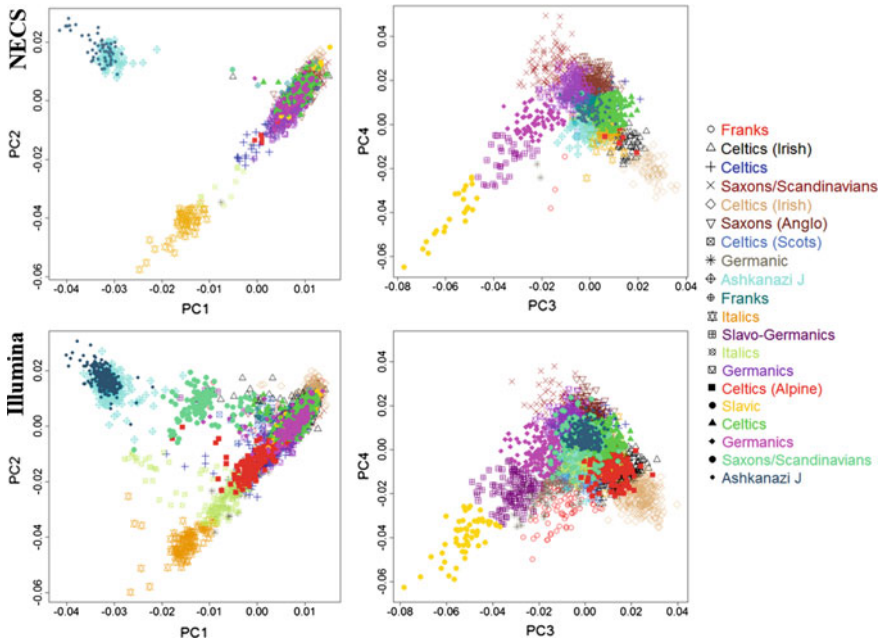 NECS
PC2
0.02
0.00
-0.02
-0.04
-0.06
-0.04 -0.03 -0.02 -0.01 0.00 0.01
PC1
PC4
0.04
0.02
0.00
-0.02
-0.04
-0.06
-0.08 -0.06 -0.04 -0.02 0.00 0.02 0.04
PC3
Illumina
PC2
0.02
0.00
-0.02
-0.04
-0.06
-0.04 -0.03 -0.02 -0.01 0.00 0.01
PC1
PC4
0.04
0.02
0.00
-0.02
-0.04
-0.06
-0.08 -0.06 -0.04 -0.02 0.00 0.02 0.04
PC3
Franks
Celtics (Irish)
Celtics
Saxons/Scandinavians
Celtics (Irish)
Saxons (Anglo)
Celtics (Scots)
Germanic
Ashkanazi J
Franks
Italics
Slavo-Germanics
Italics
Germanics
Celtics (Alpine)
Slavic
Celtics
Germanics
Saxons/Scandinavians
Ashkanazi J